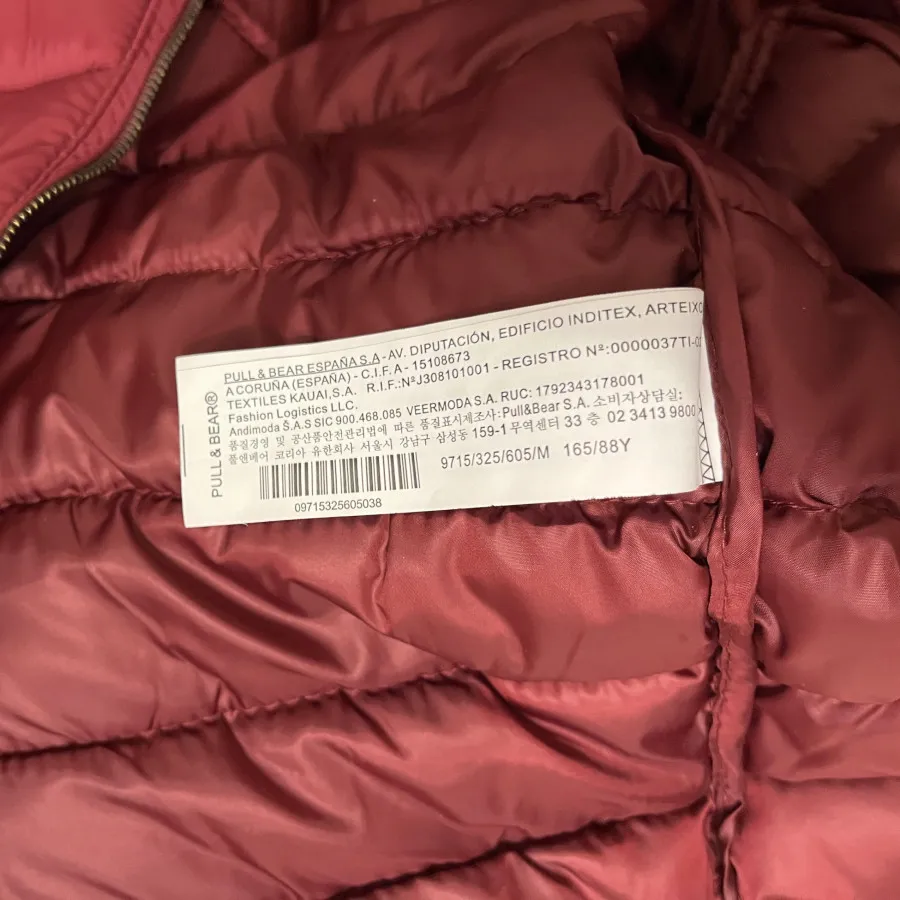 PULL & BEAR®
PULL & BEAR ESPAÑA S.A - AV. DIPUTACIÓN, EDIFICIO INDITEX, ARTEIXO
A CORUÑA (ESPAÑA) - C.I.F. A - 15108673
TEXTILES KAUAI,S.A. R.I.F.:NºJ308101001 - REGISTRO Nº:0000037TI-
Fashion Logistics LLC.
Andimoda S.A.S SIC 900.468.085 VEERMODA S.A. RUC: 1792343178001
품질경영 및 공산품안전관리법에 따른 품질표시제조사:Pull&Bear S.A. 소비자상담실:
풀앤베어 코리아 유한회사 서울시 강남구 삼성동 159-1 무역센터 33 층 02 3413 9800
9715/325/605/M 165/88Y
09715325605038